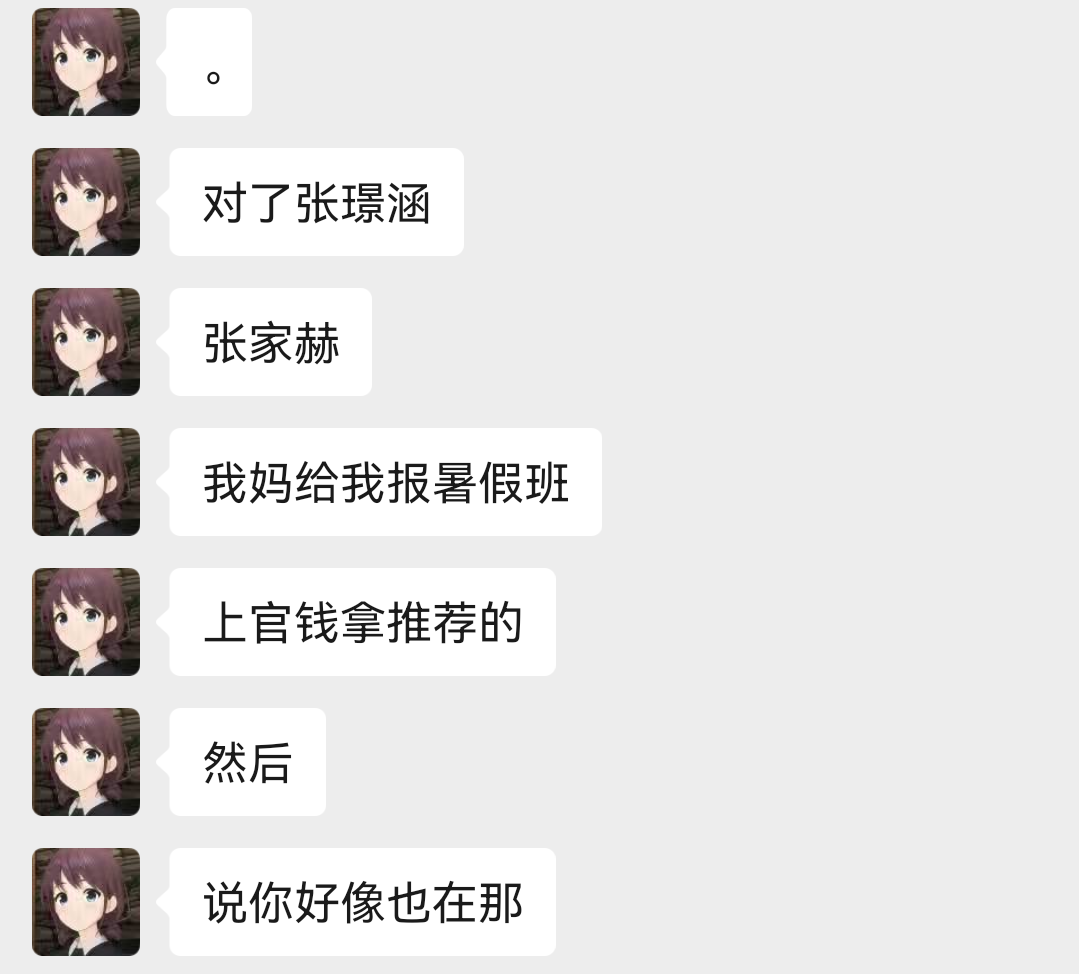 。
对了张璟涵
张家赫
我妈给我报暑假班
上官钱拿推荐的
然后
说你好像也在那